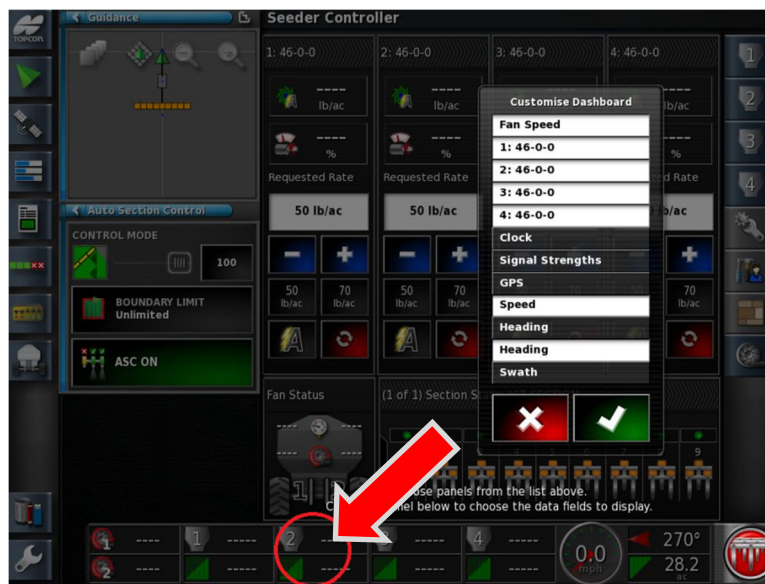 TOPCON
Guidance
Seeder Controller
1: 46-0-0
2: 46-0-0
3: 46-0-0
4: 46-0-0
---- lb/ac
---- lb/ac
lb/ac
---- %
---- %
%
Requested Rate
Requested Rate
d Rate
50 lb/ac
50 lb/ac
b/ac
50 lb/ac
70 lb/ac
50 lb/ac
70 lb/ac
70 lb/ac
1
2
3
4
Auto Section Control
CONTROL MODE
100
BOUNDARY LIMIT
Unlimited
ASC ON
Customise Dashboard
Fan Speed
1: 46-0-0
2: 46-0-0
3: 46-0-0
4: 46-0-0
Clock
Signal Strengths
GPS
Speed
Heading
Heading
Swath
Fan Status
(1 of 1) Section S
9
1
2
ose panels from the list above.
nel below to choose the data fields to display.
1 ----
1 ----
2 ----
----
4 ----
2 ----
-----
-----
-----
-----
0.0
mph
270°
28.2
ac